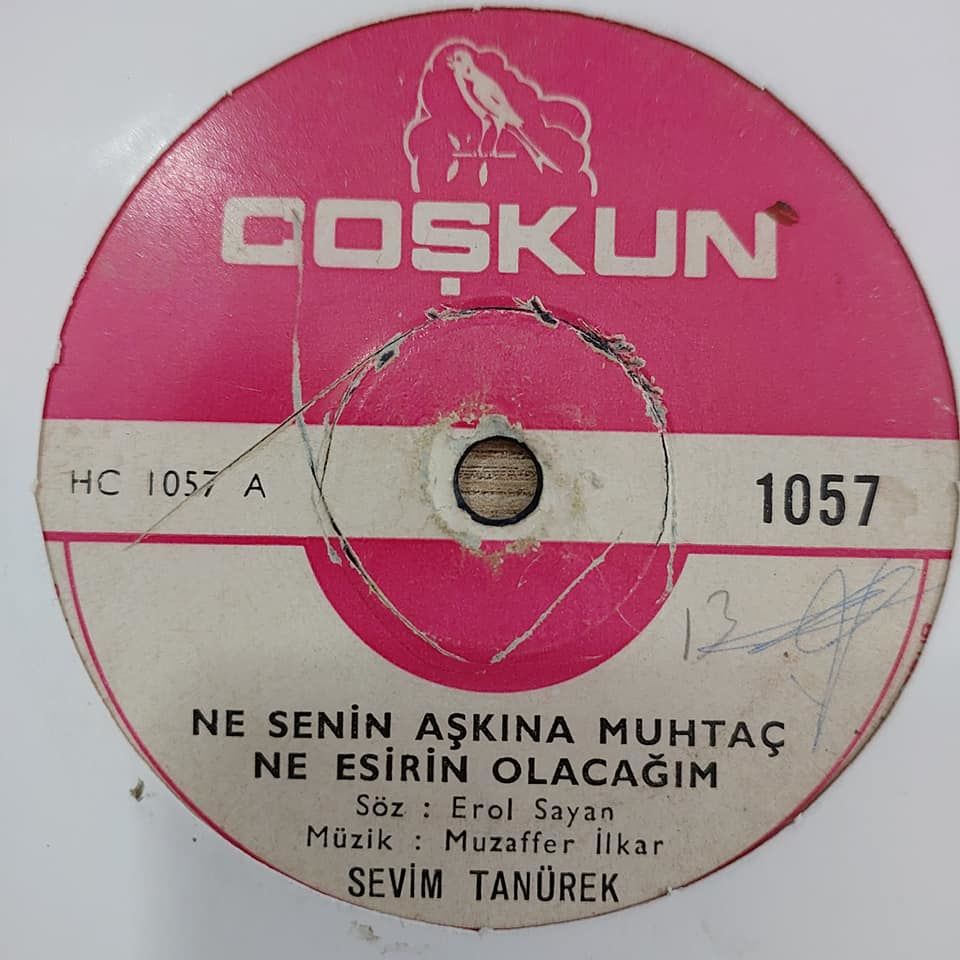 COŞKUN
HC 1057 A
1057
13
NE SENİN AŞKINA MUHTAÇ
NE ESİRİN OLACAĞIM
Söz : Erol Sayan
Müzik : Muzaffer İlkar
SEVİM TANÜREK